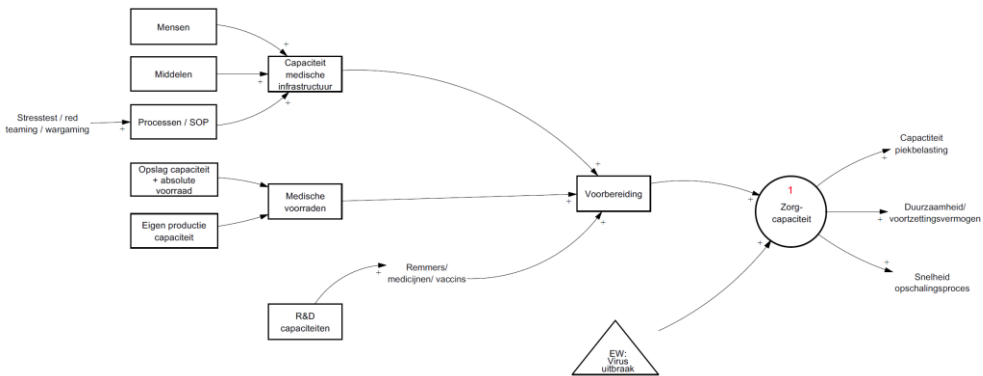 Mensen
+
Middelen
+
Capaciteit
medische
infrastructuur
+
Stresstest / red
teaming / wargaming
+
Processen / SOP
Opslag capaciteit
+ absolute
voorraad
+
Medische
voorraden
Eigen productie
capaciteit
+
Remmers/
medicijnen/ vaccins
+
R&D
capaciteiten
+
Voorbereiding
+
+
EW:
Virus
uitbraak
+
+
1
Zorg-
capaciteit
Capactiteit
piekbelasting
+
Duurzaamheid/
voortzettingsvermogen
+
Snelheid
opschalingsproces
+